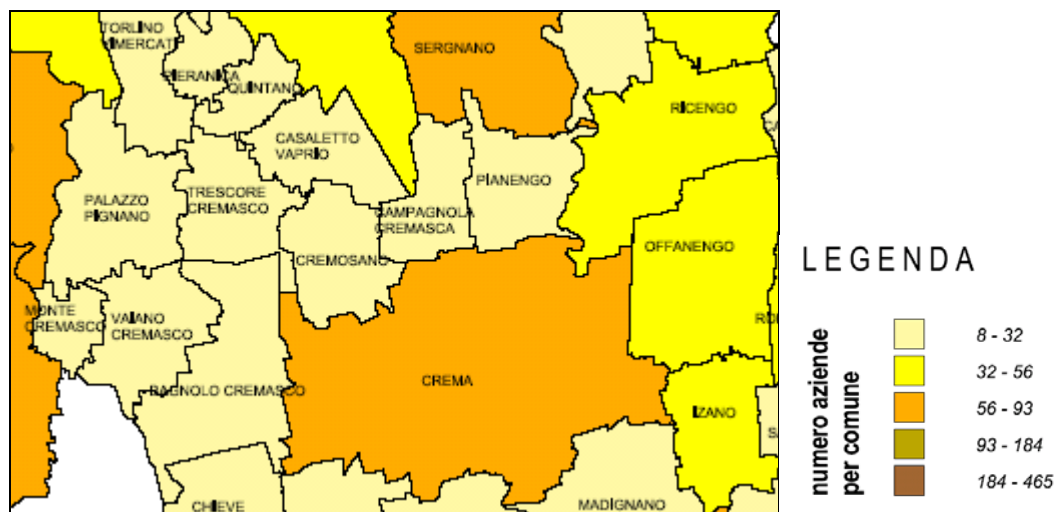 TORLINO
VIMERCATI
PIERANICA
QUINTANO
SERGNANO
RICENGO
CASALETTO
VAPRIO
PIANENGO
PALAZZO
PIGNANO
TRESCORE
CREMASCO
CAMPAGNOLA
CREMASCA
OFFANENGO
CREMOSANO
MONTE
CREMASCO
VAIANO
CREMASCO
BAGNOLO CREMASCO
CREMA
IZANO
CHIEVE
MADIGNANO
LEGENDA
numero aziende
per comune
8 - 32
32 - 56
56 - 93
93 - 184
184 - 465